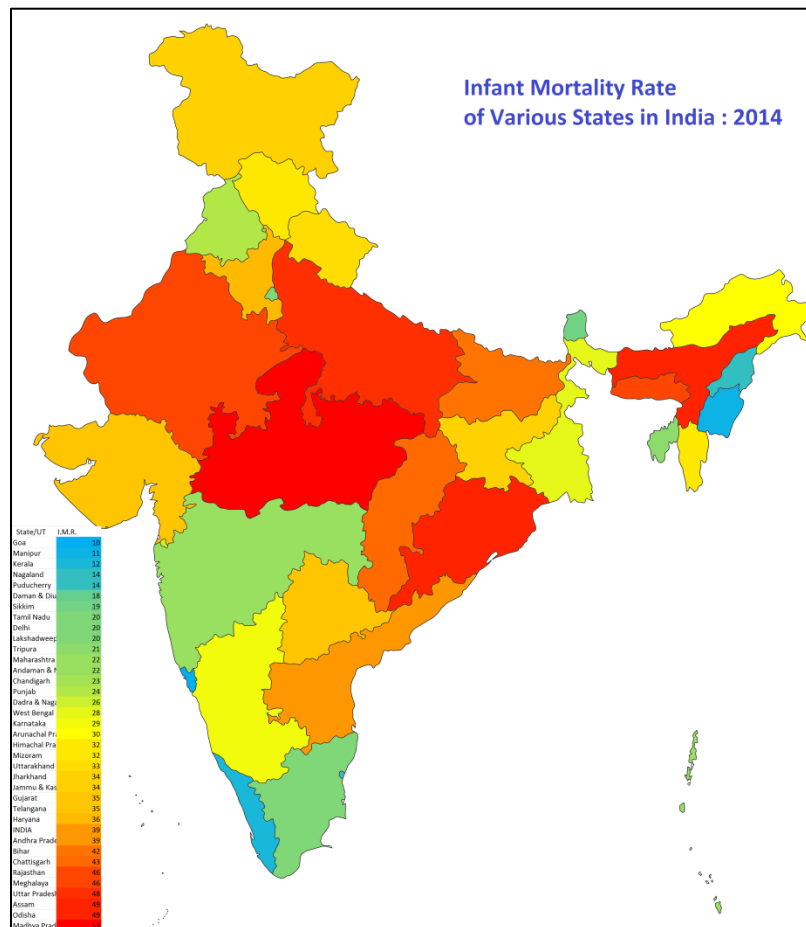 Infant Mortality Rate
of Various States in India : 2014
State/UT I.M.R.
Goa 10
Manipur 11
Kerala 12
Nagaland 14
Puducherry 14
Daman & Diu 18
Sikkim 19
Tamil Nadu 20
Delhi 20
Lakshadweep 20
Tripura 21
Maharashtra 22
Andaman & N 22
Chandigarh 23
Punjab 24
Dadra & Naga 26
West Bengal 28
Karnataka 29
Arunachal Pra 30
Himachal Pra 32
Mizoram 32
Uttarakhand 33
Jharkhand 34
Jammu & Kas 34
Gujarat 35
Telangana 35
Haryana 36
INDIA 39
Andhra Prade 39
Bihar 42
Chattisgarh 43
Rajasthan 46
Meghalaya 46
Uttar Pradesh 48
Assam 49
Odisha 49
Madhya Prad